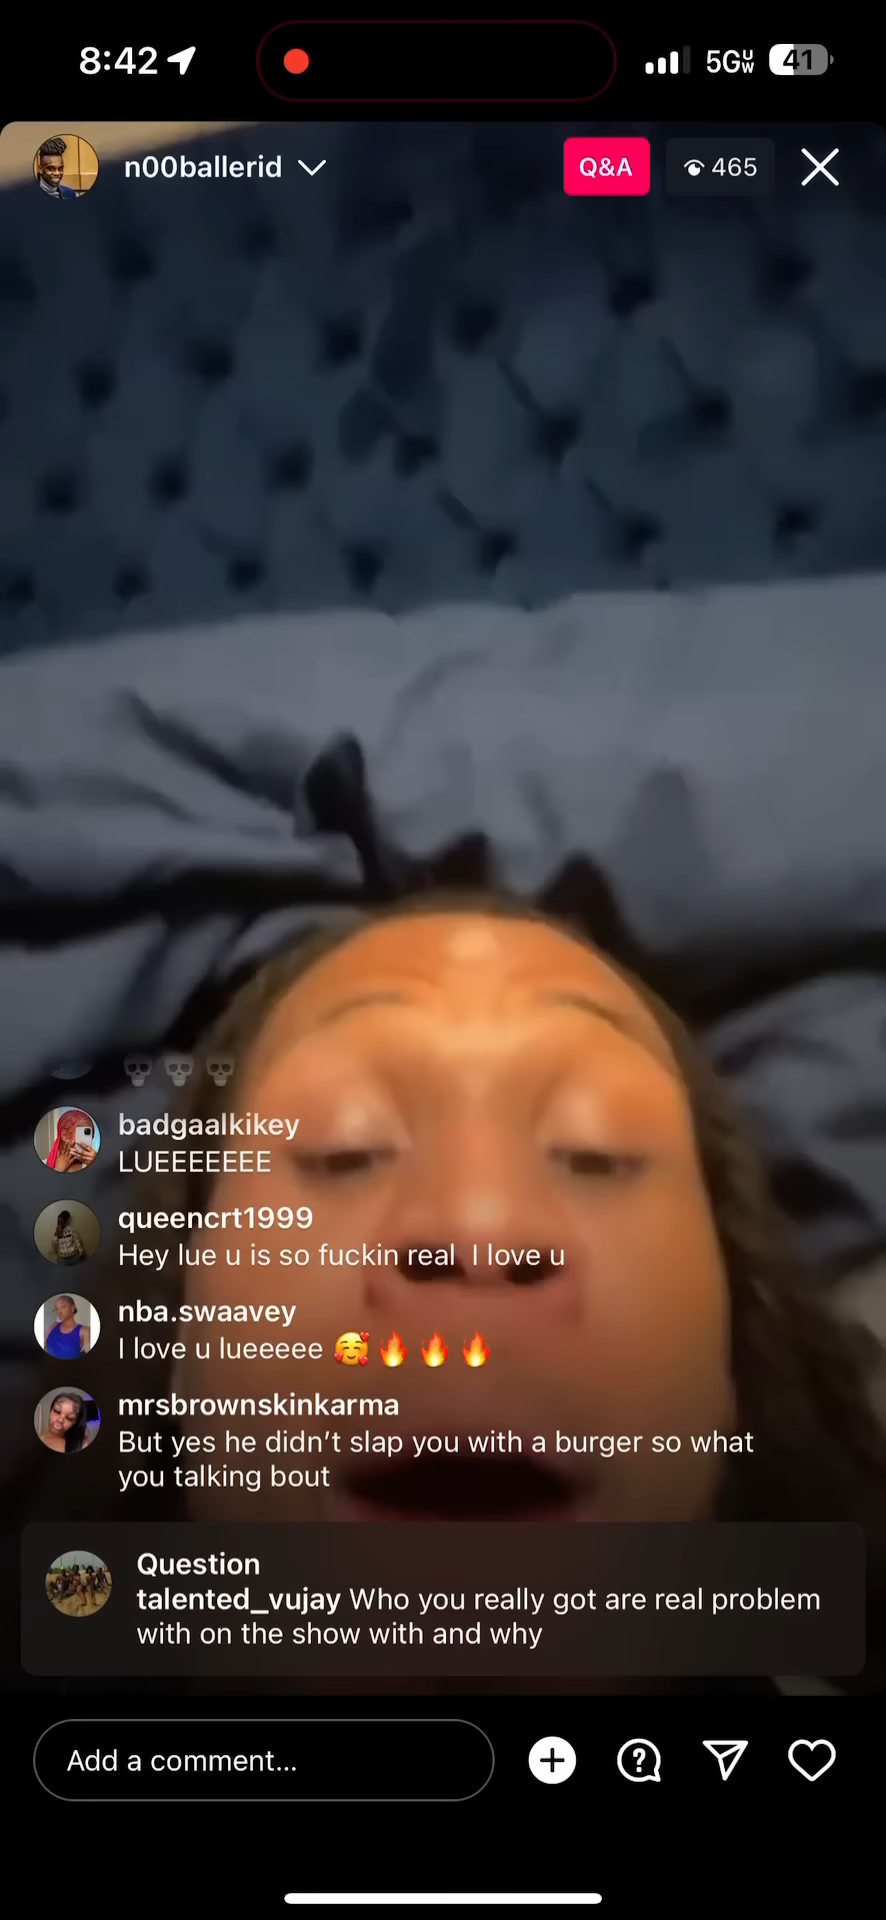 8:42
5GUW
41
n00ballerid
Q&A
465
💀💀💀
badgaalkikey
LUEEEEEEE
queencrt1999
Hey lue u is so fuckin real  I love u
nba.swaavey
I love u lueeeee 🥰🔥🔥🔥
mrsbrownskinkarma
But yes he didn’t slap you with a burger so what
you talking bout
Question
talented_vujay Who you really got are real problem
with on the show with and why
Add a comment...